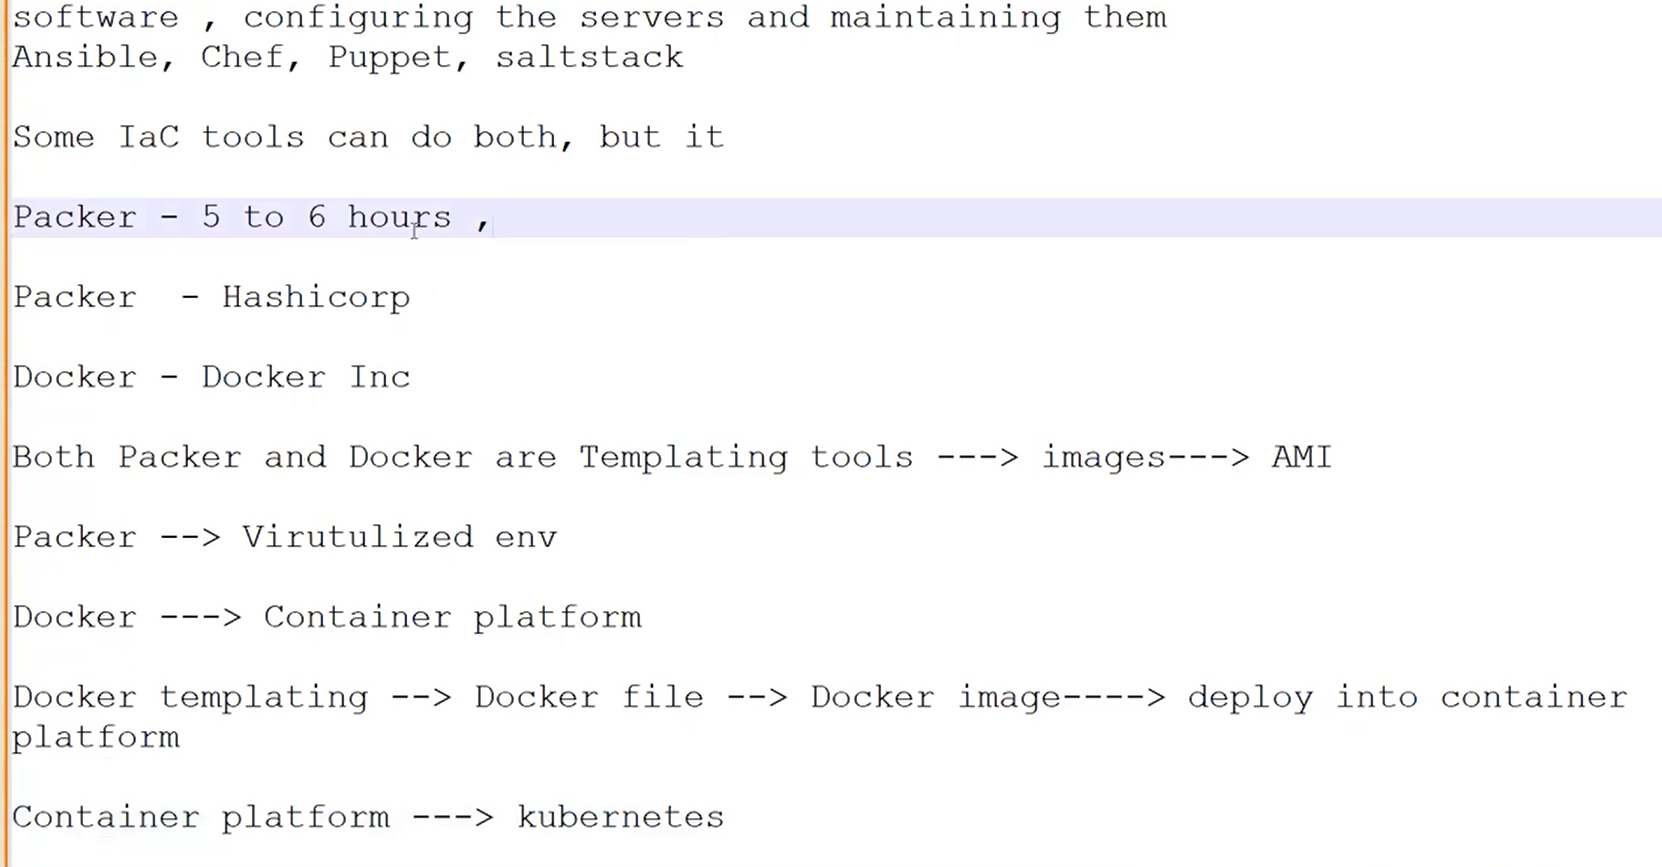 software , configuring the servers and maintaining them
Ansible, Chef, Puppet, saltstack
Some IaC tools can do both, but it
Packer - 5 to 6 hours ,
Packer  - Hashicorp
Docker - Docker Inc
Both Packer and Docker are Templating tools ---> images---> AMI
Packer --> Virutulized env
Docker ---> Container platform
Docker templating --> Docker file --> Docker image----> deploy into container
platform
Container platform ---> kubernetes